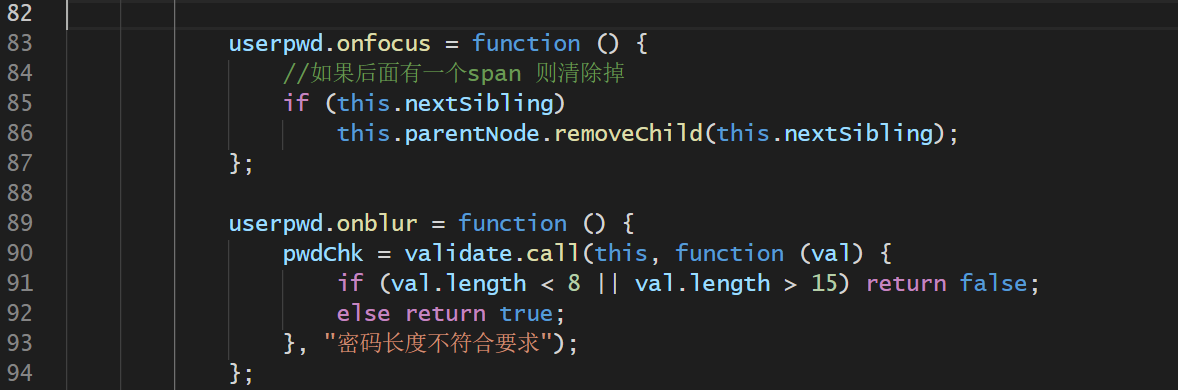 82
83 userpwd.onfocus = function () {
84 //如果后面有一个span 则清除掉
85 if (this.nextSibling)
86 this.parentNode.removeChild(this.nextSibling);
87 };
88
89 userpwd.onblur = function () {
90 pwdChk = validate.call(this, function (val) {
91 if (val.length < 8 || val.length > 15) return false;
92 else return true;
93 }, "密码长度不符合要求");
94 };